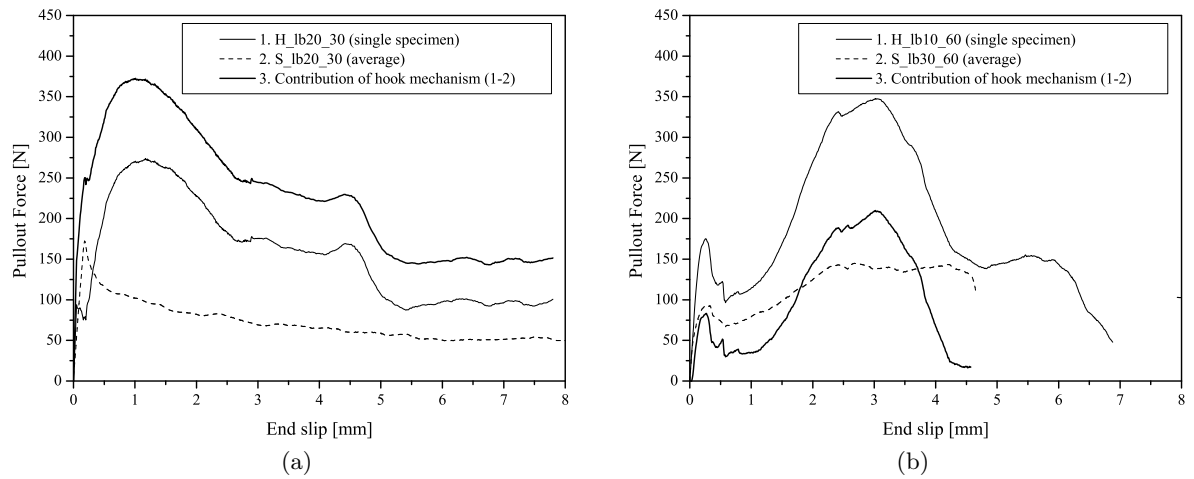 450
400
350
300
250
200
150
100
50
0
Pullout Force [N]
1. H_lb20_30 (single specimen)
2. S_lb20_30 (average)
3. Contribution of hook mechanism (1-2)
0 1 2 3 4 5 6 7 8
End slip [mm]
(a)
450
400
350
300
250
200
150
100
50
0
Pullout Force [N]
1. H_lb10_60 (single specimen)
2. S_lb30_60 (average)
3. Contribution of hook mechanism (1-2)
0 1 2 3 4 5 6 7 8
End slip [mm]
(b)